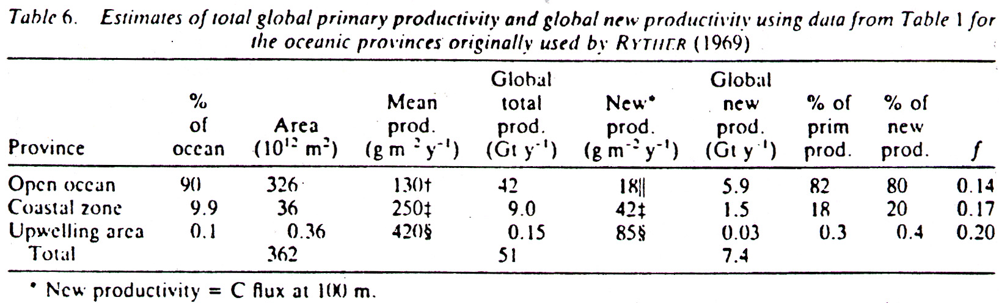 Table 6. Estimates of total global primary productivity and global new productivity using data from Table 1 for
the oceanic provinces originally used by RYTHER (1969)
Global Global
% Mean total New* new % of % of
of Area prod. prod. prod. prod. prim new
Province ocean (10¹² m²) (g m⁻² y⁻¹) (Gt y⁻¹) (g m⁻² y⁻¹) (Gt y⁻¹) prod. prod. f
Open ocean 90 326 130† 42 18|| 5.9 82 80 0.14
Coastal zone 9.9 36 250‡ 9.0 42‡ 1.5 18 20 0.17
Upwelling area 0.1 0.36 420§ 0.15 85§ 0.03 0.3 0.4 0.20
Total 362 51 7.4
* New productivity = C flux at 100 m.